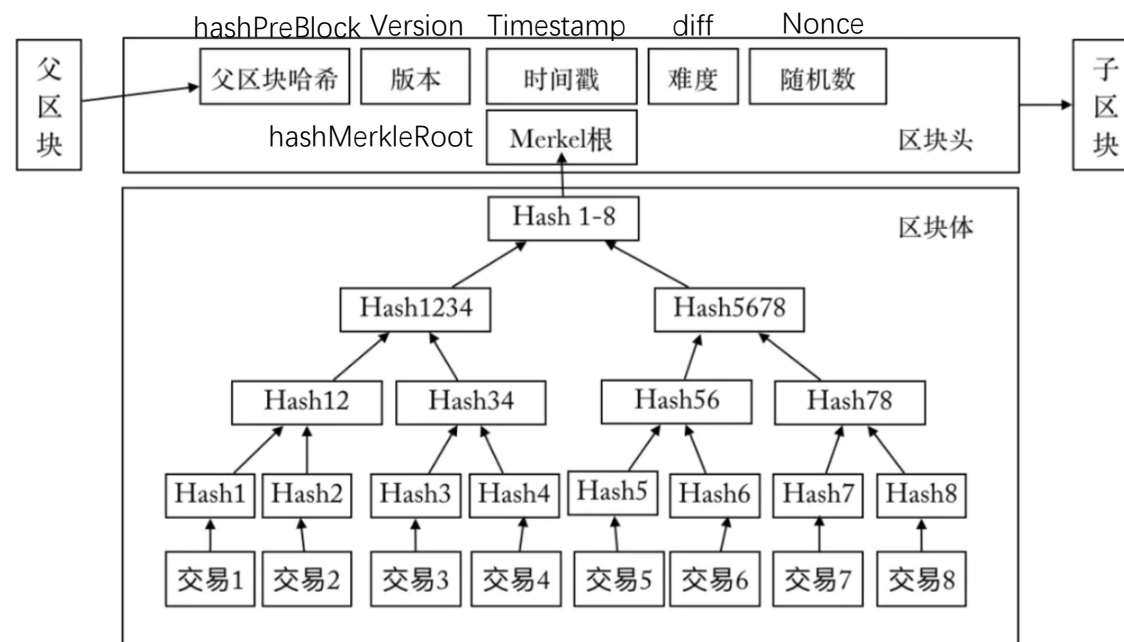 hashPreBlock Version Timestamp diff Nonce
父区块
父区块哈希 版本 时间戳 难度 随机数
子区块
hashMerkleRoot Merkel根 区块头
Hash 1-8 区块体
Hash1234 Hash5678
Hash12 Hash34 Hash56 Hash78
Hash1 Hash2 Hash3 Hash4 Hash5 Hash6 Hash7 Hash8
交易1 交易2 交易3 交易4 交易5 交易6 交易7 交易8